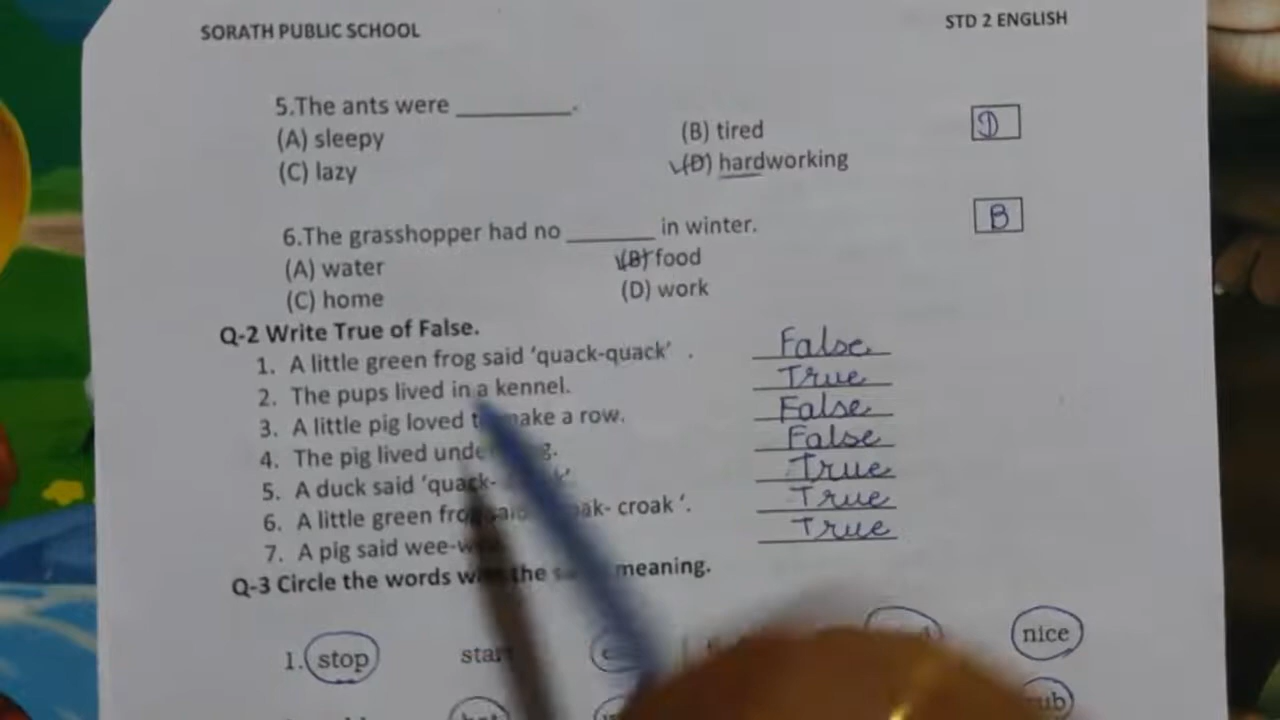 SORATH PUBLIC SCHOOL STD 2 ENGLISH
5.The ants were ________. D
(A) sleepy (B) tired
(C) lazy (D) hardworking
6.The grasshopper had no ______ in winter. B
(A) water (B) food
(C) home (D) work
Q-2 Write True of False.
1. A little green frog said ‘quack-quack’ . False
2. The pups lived in a kennel. True
3. A little pig loved make a row. False
4. The pig lived False
5. A duck said ‘quack- True
6. A little green croak ‘. True
7. A pig said True
Q-3 Circle the words the meaning.
1. stop nice